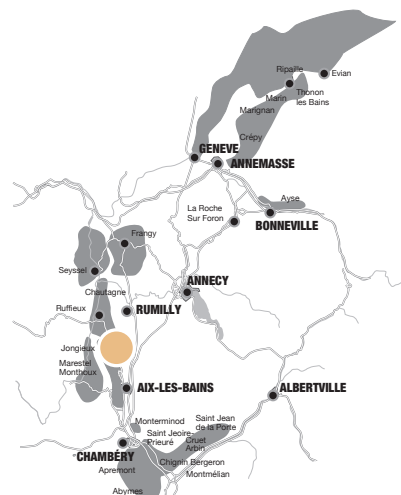 Ripaille
Evian
Marin
Thonon
les Bains
Marignan
Crépy
GENEVE
ANNEMASSE
Ayse
La Roche
Sur Foron
BONNEVILLE
Frangy
Seyssel
ANNECY
Chautagne
Ruffieux
RUMILLY
Jongieux
Marestel
Monthoux
AIX-LES-BAINS
ALBERTVILLE
Monterminod
Saint Jean
de la Porte
Saint Jeoire
Prieuré
Cruet
Arbin
CHAMBÉRY
Chignin Bergeron
Apremont
Montmélian
Abymes